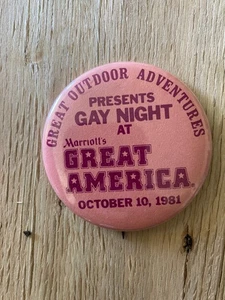 GREAT OUTDOOR ADVENTURES
PRESENTS
GAY NIGHT
AT
Marriott's
GREAT
AMERICA.
OCTOBER 10, 1981